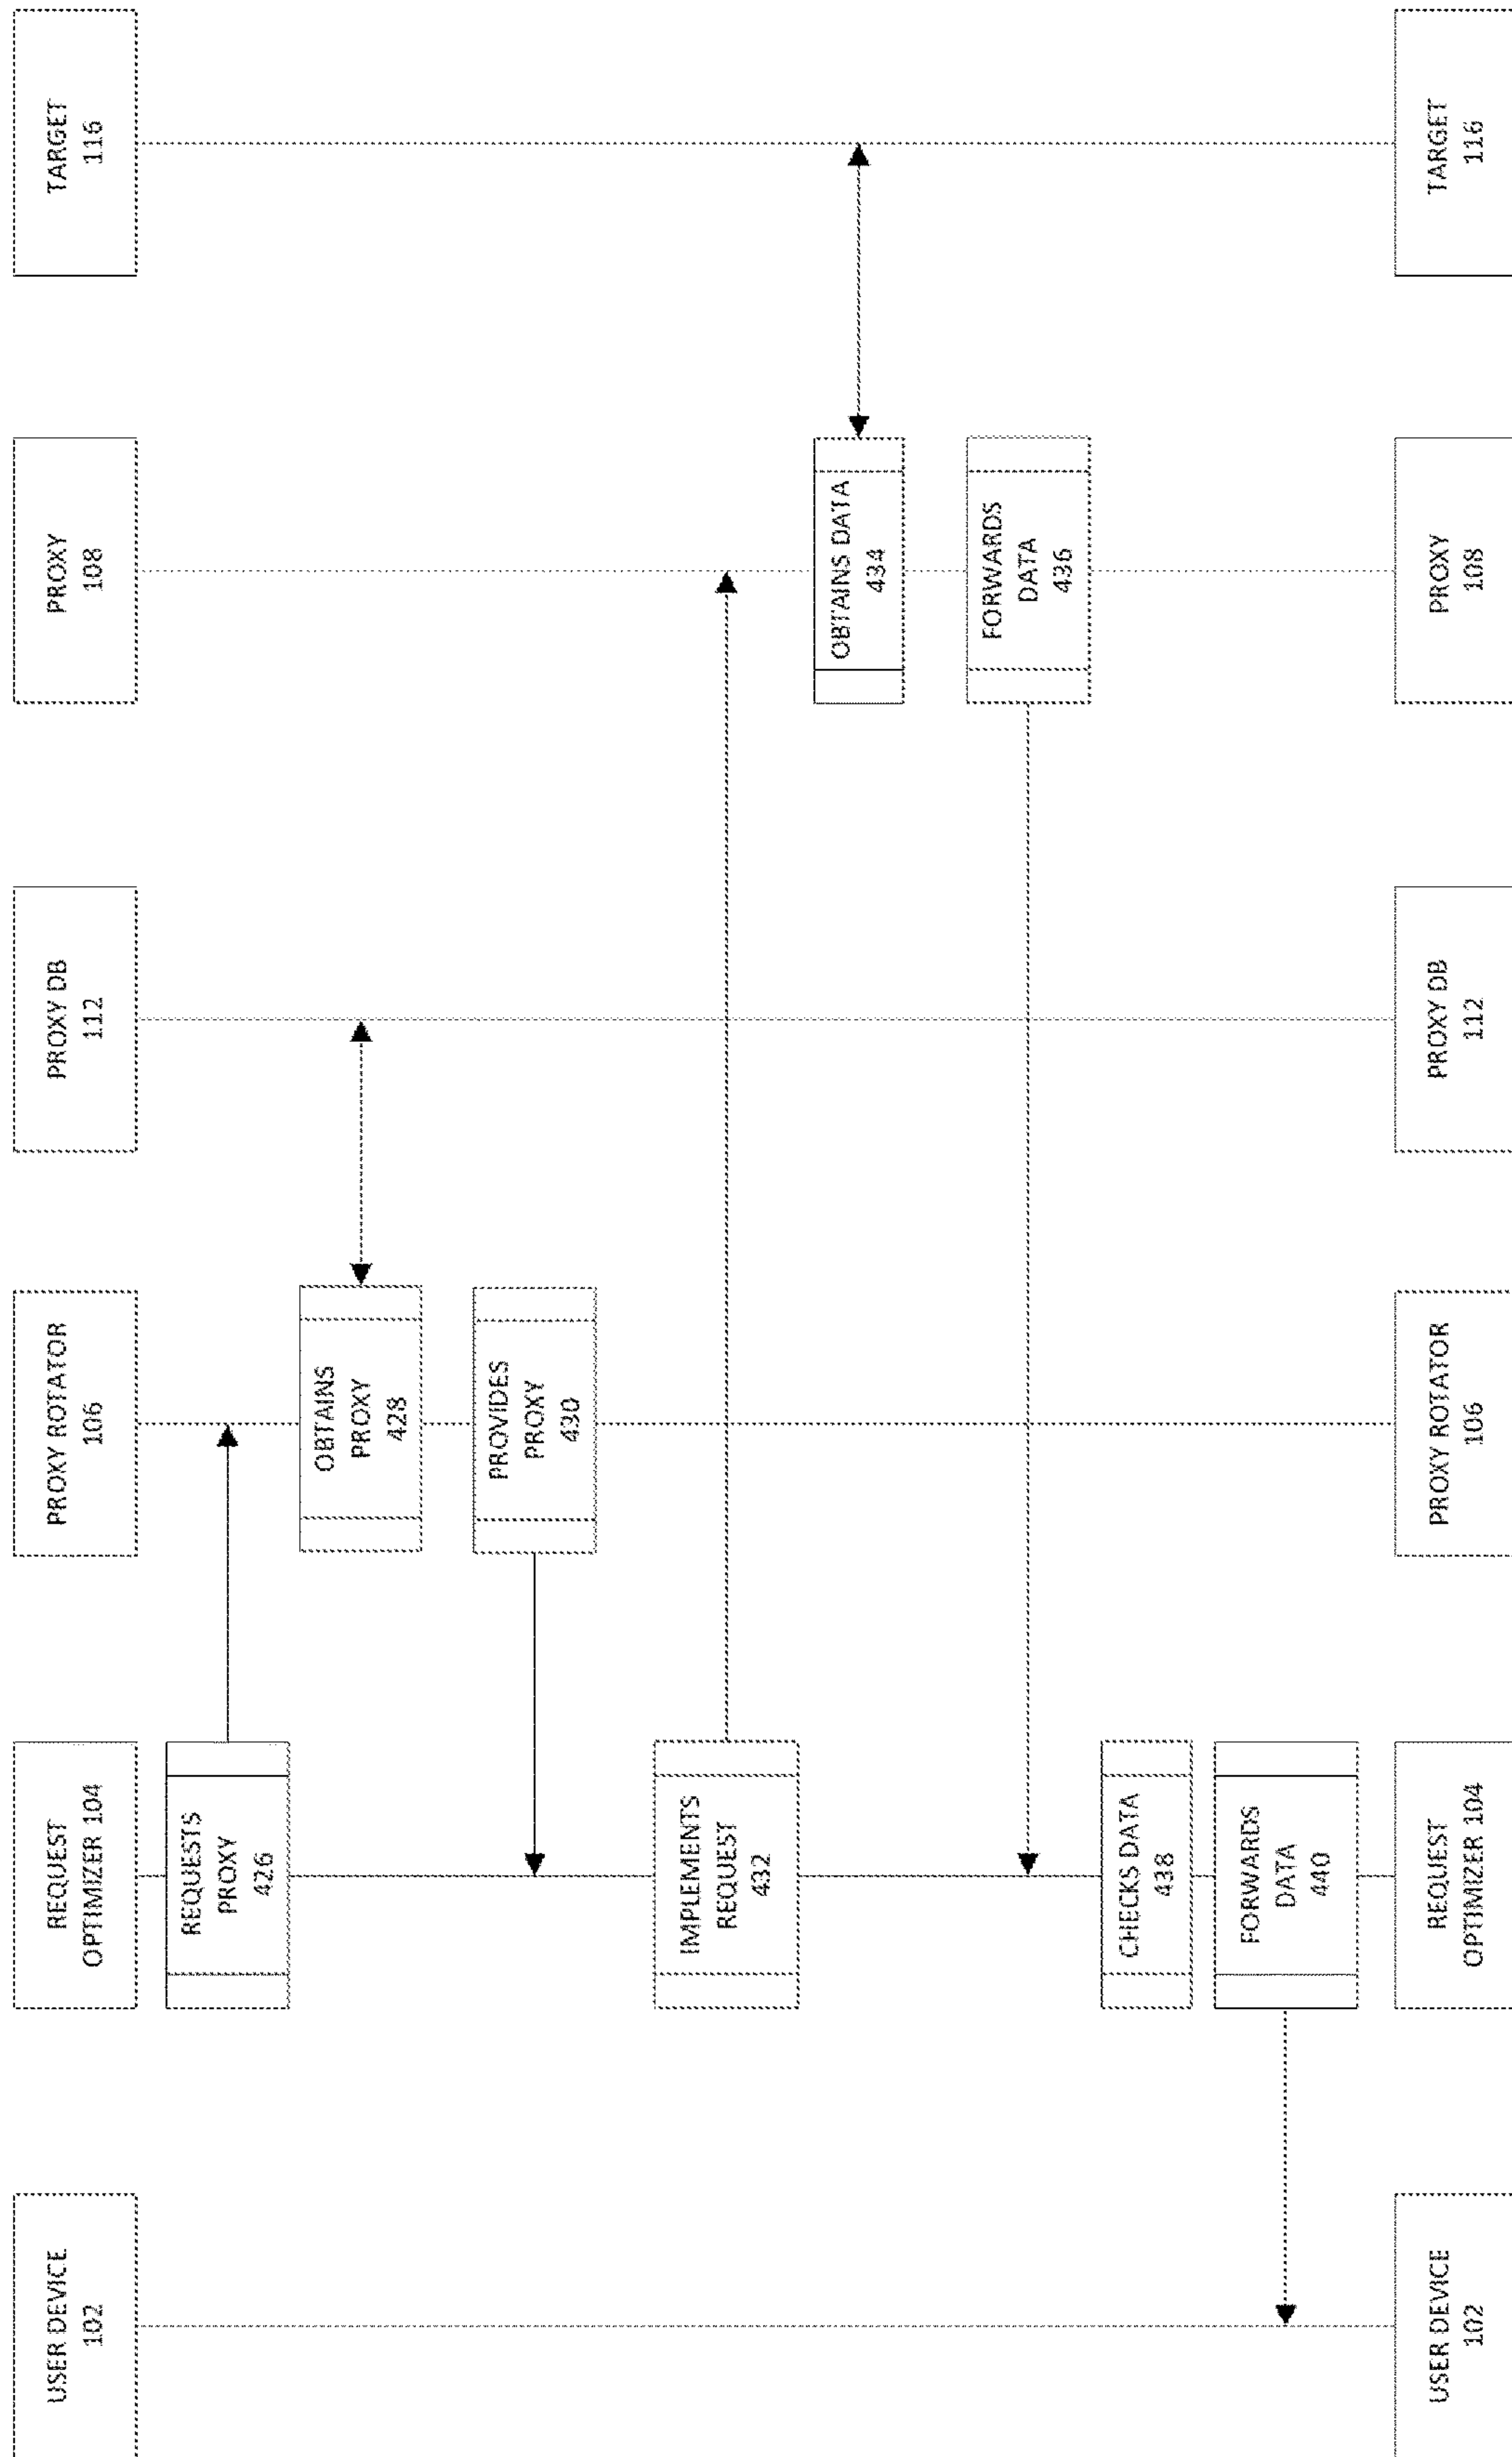 USER DEVICE
102
REQUEST
OPTIMIZER 104
PROXY ROTATOR
106
PROXY DB
112
PROXY
108
TARGET
116
REQUESTS
PROXY
426
OBTAINS
PROXY
428
PROVIDES
PROXY
430
IMPLEMENTS
REQUEST
432
OBTAINS DATA
434
FORWARDS
DATA
436
CHECKS DATA
438
FORWARDS
DATA
440
USER DEVICE
102
REQUEST
OPTIMIZER 104
PROXY ROTATOR
106
PROXY DB
112
PROXY
108
TARGET
116